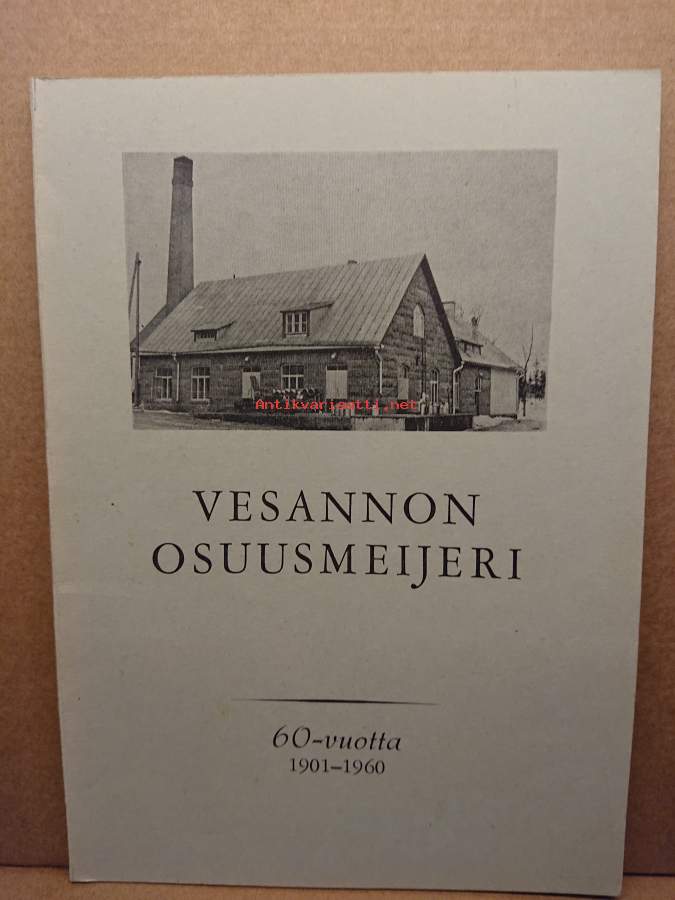 Antikvariaatti.net
VESANNON
OSUUSMEIJERI
60-vuotta
1901–1960